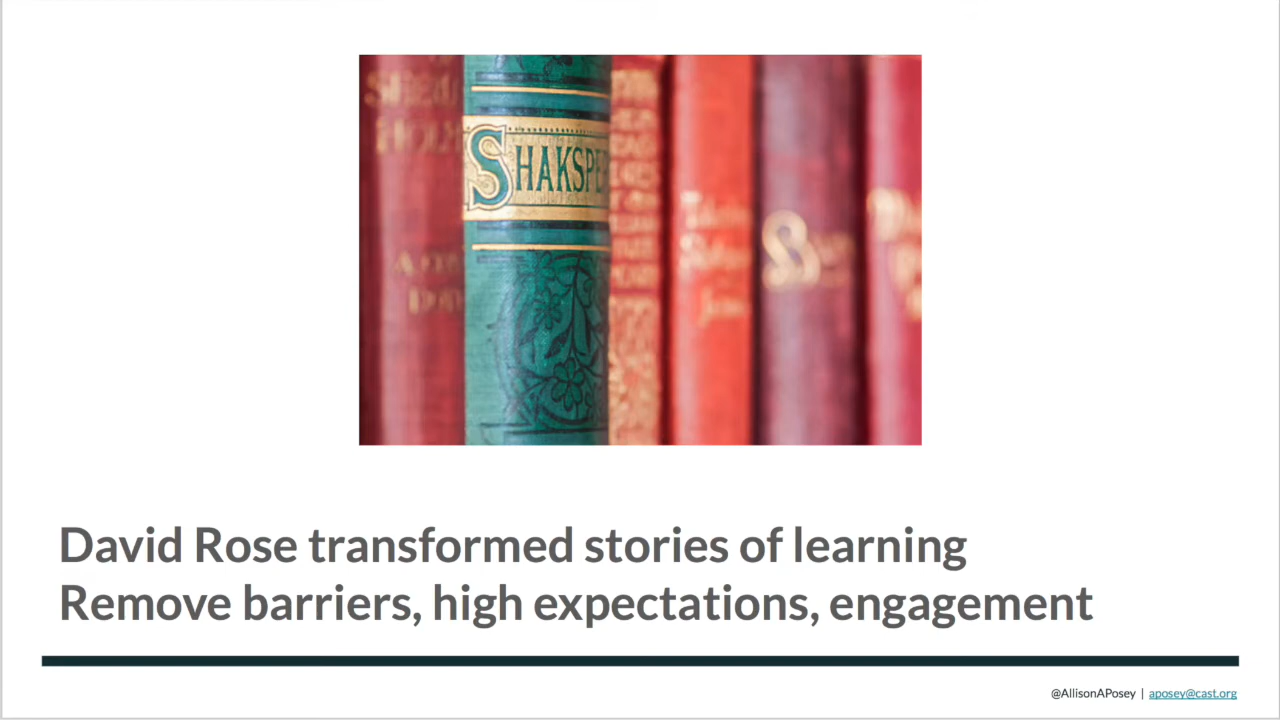 SHAKSPE
David Rose transformed stories of learning
Remove barriers, high expectations, engagement
@AllisonAPosey | aposey@cast.org